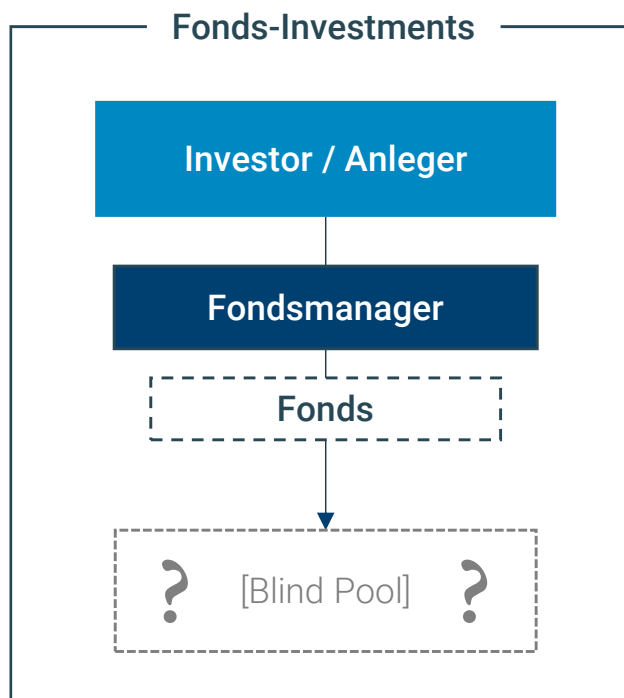 Fonds-Investments
Investor / Anleger
Fondsmanager
Fonds
? [Blind Pool] ?